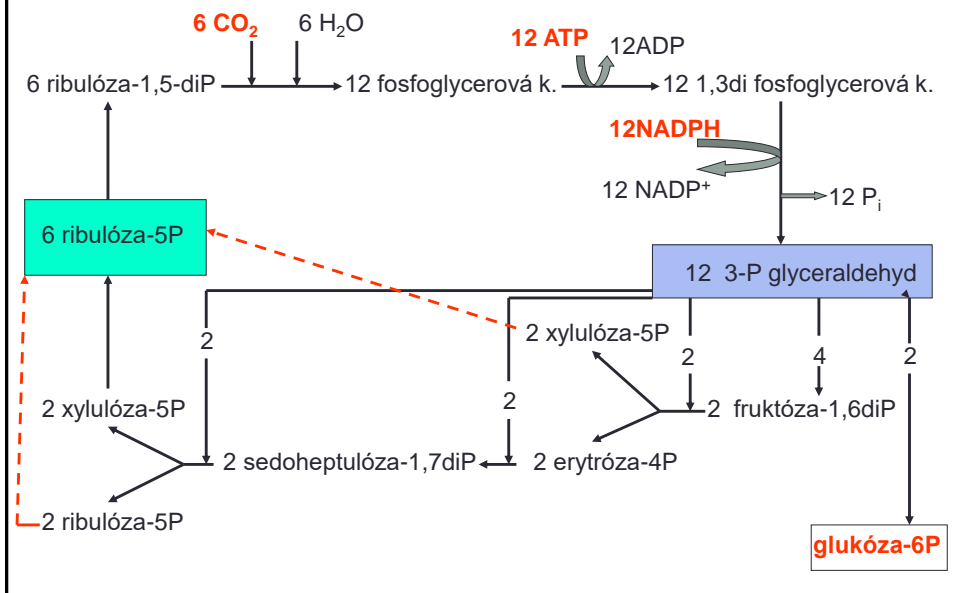 6 CO₂ 6 H₂O
12 ATP 12ADP
6 ribulóza-1,5-diP 12 fosfoglycerová k. 12 1,3di fosfoglycerová k.
12NADPH
12 NADP⁺
12 Pᵢ
6 ribulóza-5P
12 3-P glyceraldehyd
2 xylulóza-5P
2 2 4 2
2
2 xylulóza-5P
2 fruktóza-1,6diP
2 sedoheptulóza-1,7diP
2 erytróza-4P
2 ribulóza-5P
glukóza-6P